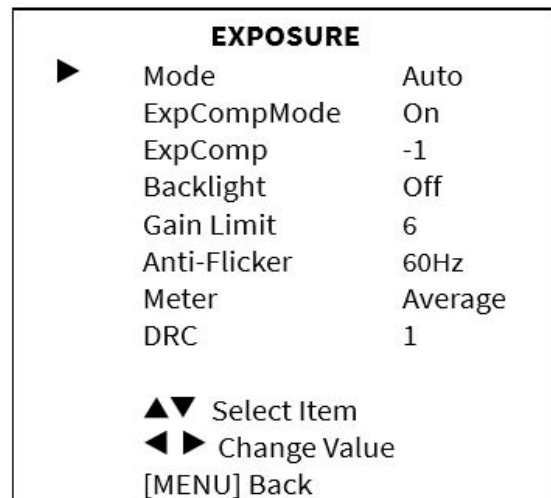 EXPOSURE
▶ Mode Auto
ExpCompMode On
ExpComp -1
Backlight Off
Gain Limit 6
Anti-Flicker 60Hz
Meter Average
DRC 1
▲▼ Select Item
◀ ▶ Change Value
[MENU] Back